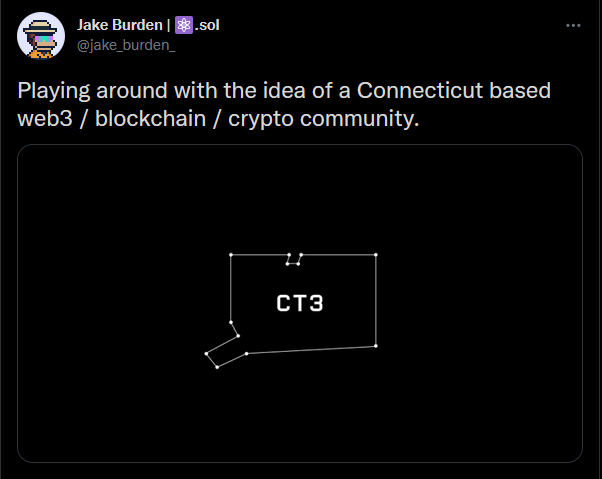 Jake Burden | ⚛.sol
@jake_burden_
Playing around with the idea of a Connecticut based
web3 / blockchain / crypto community.
CT3